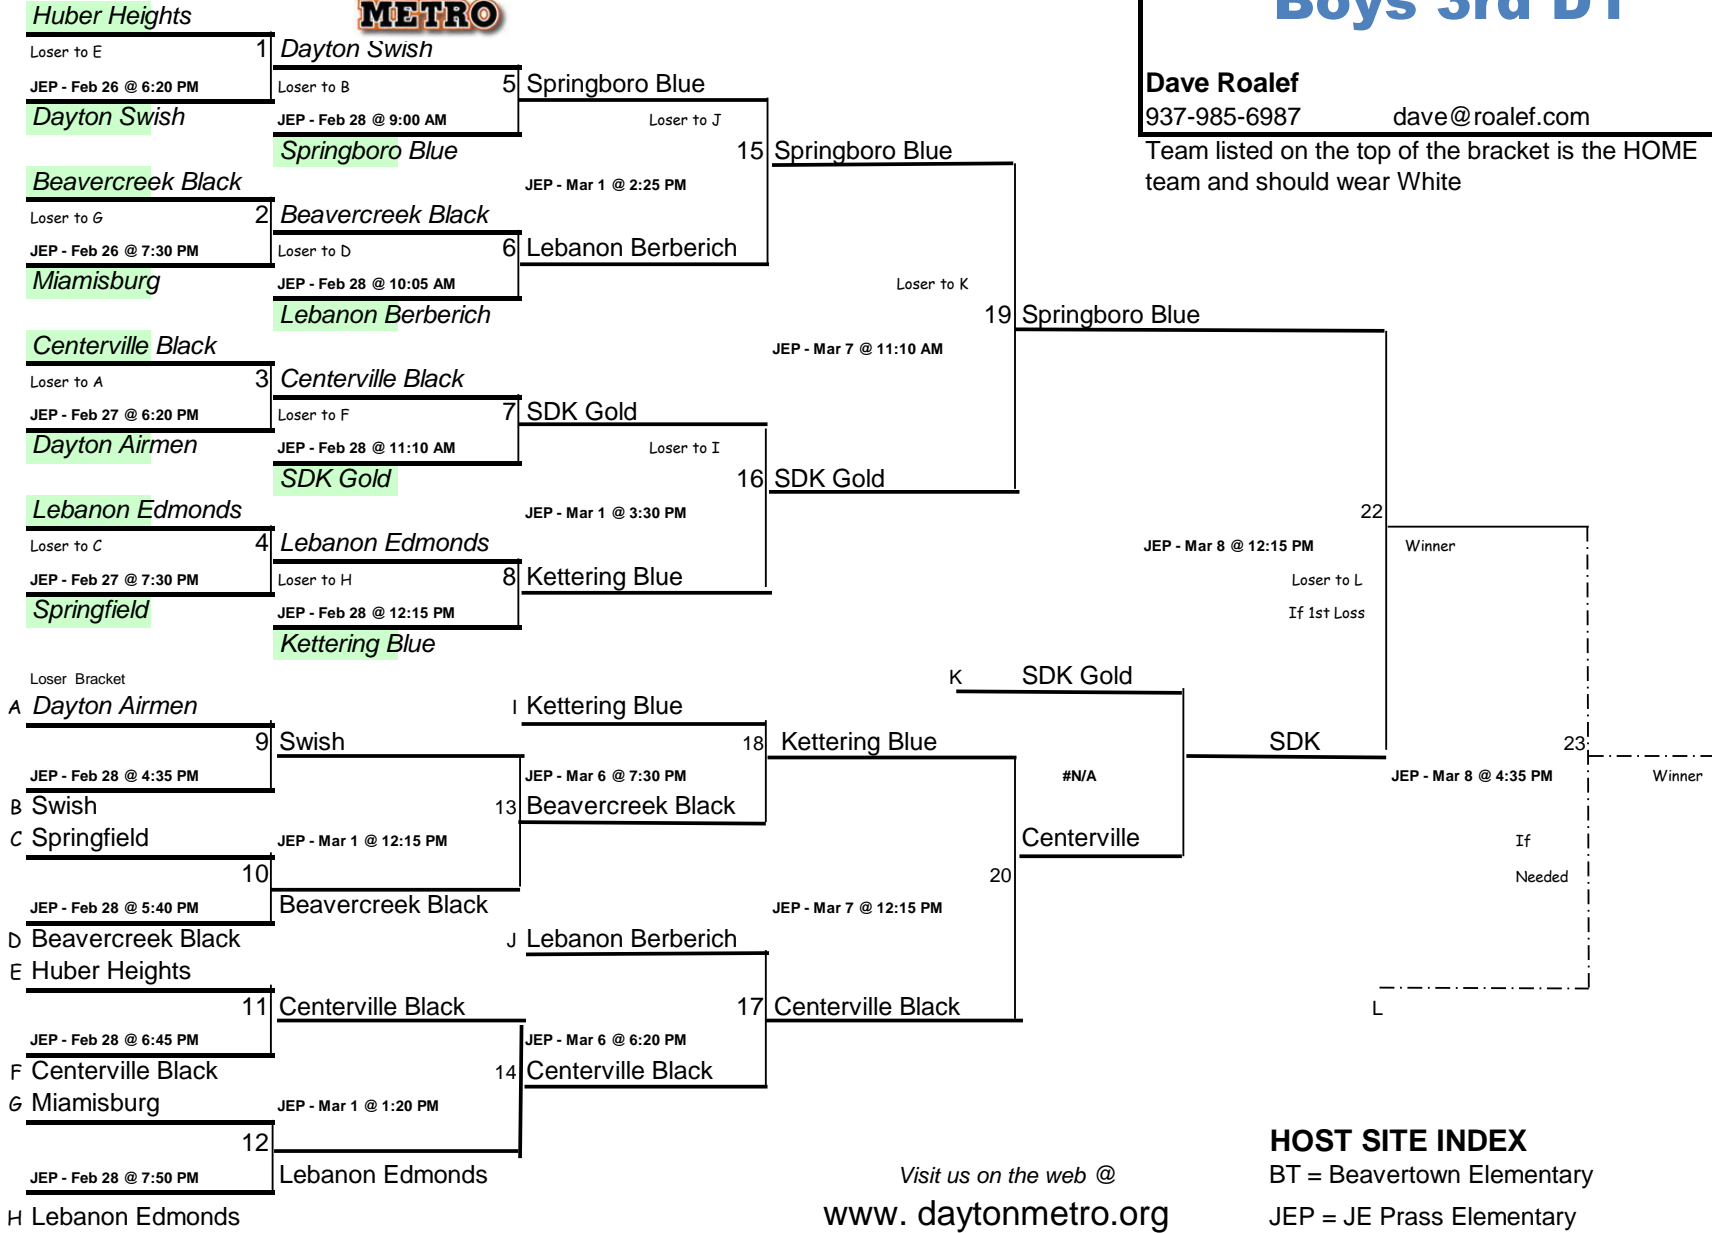 Huber Heights
METRO
Boys 3rd D1
Loser to E
1
Dayton Swish
JEP - Feb 26 @ 6:20 PM
Loser to B
5
Springboro Blue
Dave Roalef
Dayton Swish
JEP - Feb 28 @ 9:00 AM
Loser to J
937-985-6987
dave@roalef.com
Springboro Blue
15
Springboro Blue
Team listed on the top of the bracket is the HOME
team and should wear White
Beavercreek Black
JEP - Mar 1 @ 2:25 PM
Loser to G
2
Beavercreek Black
JEP - Feb 26 @ 7:30 PM
Loser to D
6
Lebanon Berberich
Miamisburg
JEP - Feb 28 @ 10:05 AM
Loser to K
Lebanon Berberich
19
Springboro Blue
Centerville Black
JEP - Mar 7 @ 11:10 AM
Loser to A
3
Centerville Black
JEP - Feb 27 @ 6:20 PM
Loser to F
7
SDK Gold
Dayton Airmen
JEP - Feb 28 @ 11:10 AM
Loser to I
SDK Gold
16
SDK Gold
Lebanon Edmonds
JEP - Mar 1 @ 3:30 PM
22
Loser to C
4
Lebanon Edmonds
JEP - Mar 8 @ 12:15 PM
Winner
JEP - Feb 27 @ 7:30 PM
Loser to H
8
Kettering Blue
Loser to L
Springfield
JEP - Feb 28 @ 12:15 PM
If 1st Loss
Kettering Blue
Loser Bracket
K
SDK Gold
A
Dayton Airmen
I
Kettering Blue
9
Swish
18
Kettering Blue
SDK
23
JEP - Feb 28 @ 4:35 PM
JEP - Mar 6 @ 7:30 PM
#N/A
JEP - Mar 8 @ 4:35 PM
Winner
B
Swish
13
Beavercreek Black
C
Springfield
JEP - Mar 1 @ 12:15 PM
Centerville
If
10
20
Needed
JEP - Feb 28 @ 5:40 PM
Beavercreek Black
JEP - Mar 7 @ 12:15 PM
D
Beavercreek Black
J
Lebanon Berberich
E
Huber Heights
11
Centerville Black
17
Centerville Black
L
JEP - Feb 28 @ 6:45 PM
JEP - Mar 6 @ 6:20 PM
F
Centerville Black
14
Centerville Black
G
Miamisburg
JEP - Mar 1 @ 1:20 PM
12
HOST SITE INDEX
JEP - Feb 28 @ 7:50 PM
Lebanon Edmonds
Visit us on the web @
BT = Beavertown Elementary
H
Lebanon Edmonds
www. daytonmetro.org
JEP = JE Prass Elementary